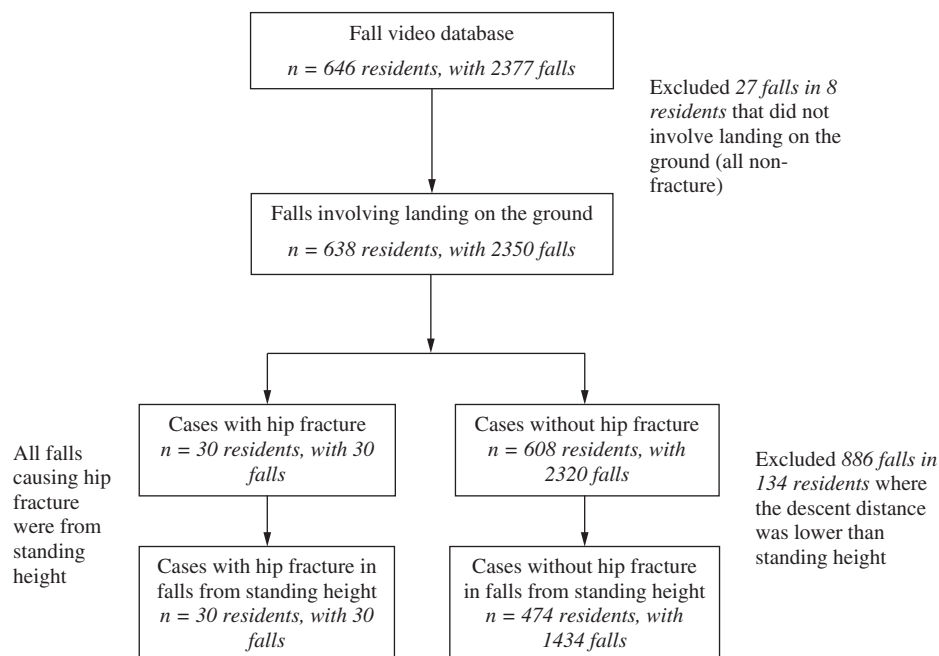 Fall video database
n = 646 residents, with 2377 falls
Excluded 27 falls in 8
residents that did not
involve landing on the
ground (all non-
fracture)
Falls involving landing on the ground
n = 638 residents, with 2350 falls
All falls
causing hip
fracture
were from
standing
height
Cases with hip fracture
n = 30 residents, with 30
falls
Cases without hip fracture
n = 608 residents, with
2320 falls
Excluded 886 falls in
134 residents where
the descent distance
was lower than
standing height
Cases with hip fracture in
falls from standing height
n = 30 residents, with 30
falls
Cases without hip fracture
in falls from standing height
n = 474 residents, with
1434 falls